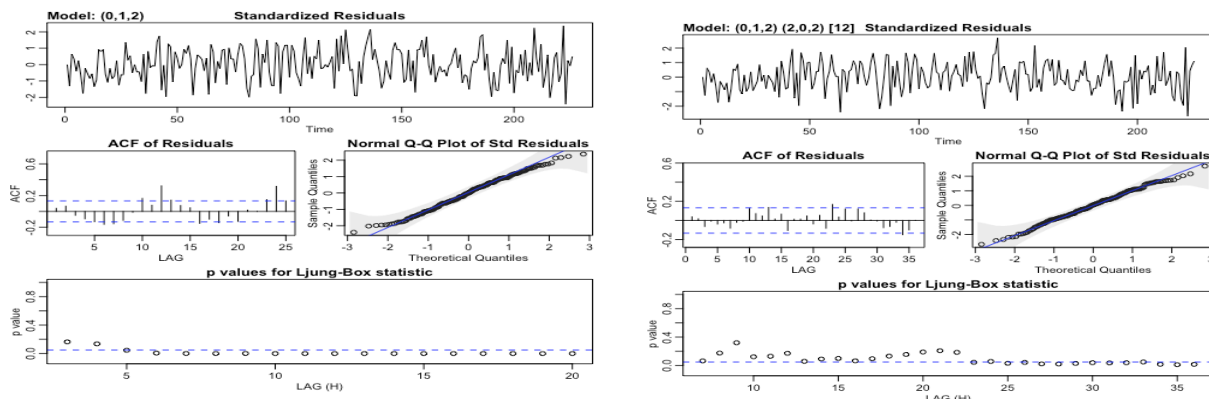 Model: (0,1,2) Standardized Residuals
-2 -1 0 1 2
0 50 100 150 200
Time
ACF of Residuals
ACF
-0.2 0.2 0.6
5 10 15 20 25
LAG
Normal Q-Q Plot of Std Residuals
Sample Quantiles
-2 -1 0 1 2
-3 -2 -1 0 1 2 3
Theoretical Quantiles
p values for Ljung-Box statistic
p value
0.0 0.4 0.8
5 10 15 20
LAG (H)
Model: (0,1,2) (2,0,2) [12] Standardized Residuals
-2 0 1 2
0 50 100 150 200
Time
ACF of Residuals
ACF
-0.2 0.2 0.6
0 5 10 15 20 25 30 35
LAG
Normal Q-Q Plot of Std Residuals
Sample Quantiles
-2 -1 0 1 2
-3 -2 -1 0 1 2 3
Theoretical Quantiles
p values for Ljung-Box statistic
p value
0.0 0.4 0.8
10 15 20 25 30 35
LAG (H)